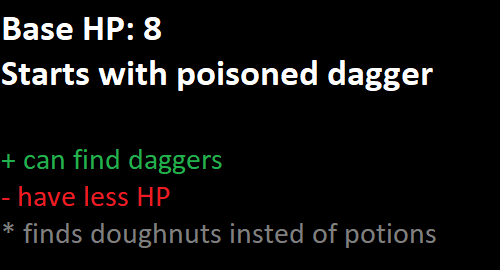 Base HP: 8
Starts with poisoned dagger
+ can find daggers
- have less HP
* finds doughnuts insted of potions